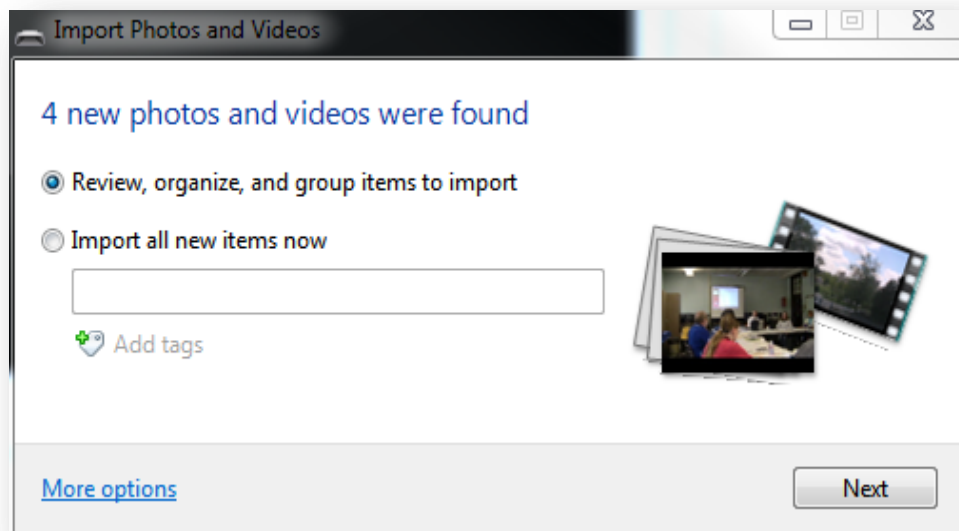 Import Photos and Videos
4 new photos and videos were found
Review, organize, and group items to import
Import all new items now
Add tags
More options
Next